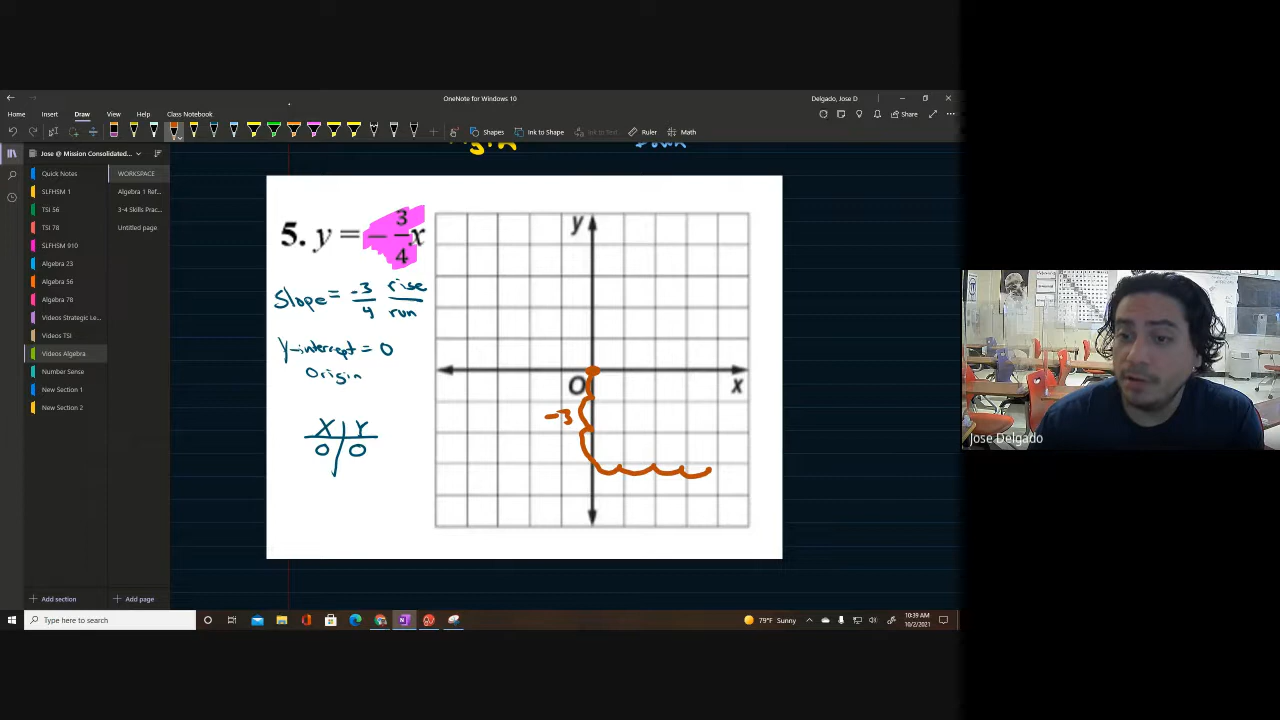 OneNote for Windows 10
Delgado, Jose D
Home
Insert
Draw
View
Help
Class Notebook
Share
Shapes
Ink to Shape
Ink to Text
Ruler
Math
Jose @ Mission Consolidated...
Quick Notes
SLFHSM 1
TSI 56
TSI 78
SLFHSM 910
Algebra 23
Algebra 56
Algebra 78
Videos Strategic Le...
Videos TSI
Videos Algebra
Number Sense
New Section 1
New Section 2
WORKSPACE
Algebra 1 Ref...
3-4 Skills Prac...
Untitled page
5. y = -3/4x
Slope = -3/4 rise/run
Y-intercept = 0
Origin
X | Y
0 | 0
y
x
O
-3
Jose Delgado
Add section
Add page
Type here to search
79°F Sunny
10:39 AM
10/2/2021